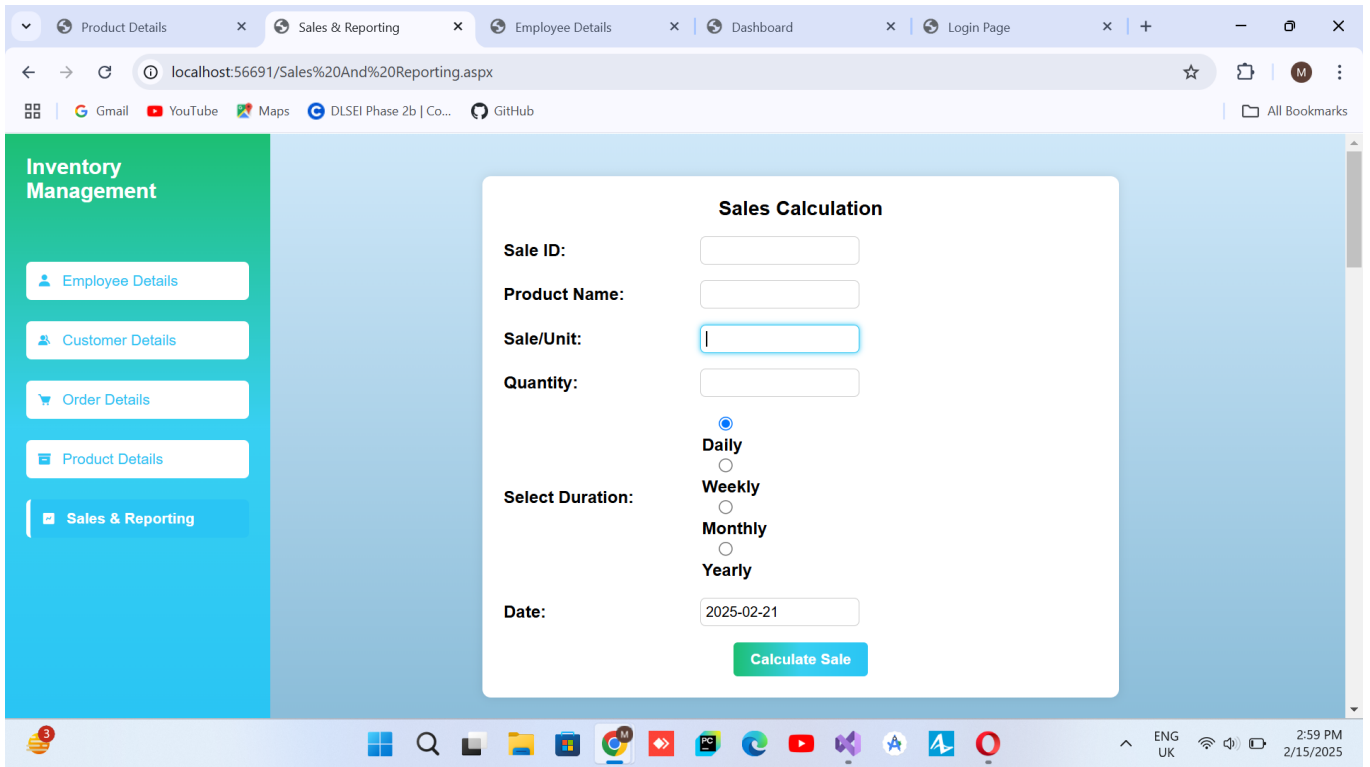 Product Details
Sales & Reporting
Employee Details
Dashboard
Login Page
localhost:56691/Sales%20And%20Reporting.aspx
M
Gmail
YouTube
Maps
DLSEI Phase 2b | Co...
GitHub
All Bookmarks
Inventory
Management
Employee Details
Customer Details
Order Details
Product Details
Sales & Reporting
Sales Calculation
Sale ID:
Product Name:
Sale/Unit:
Quantity:
Select Duration:
Daily
Weekly
Monthly
Yearly
Date:
2025-02-21
Calculate Sale
3
M
PC
ENG
UK
2:59 PM
2/15/2025